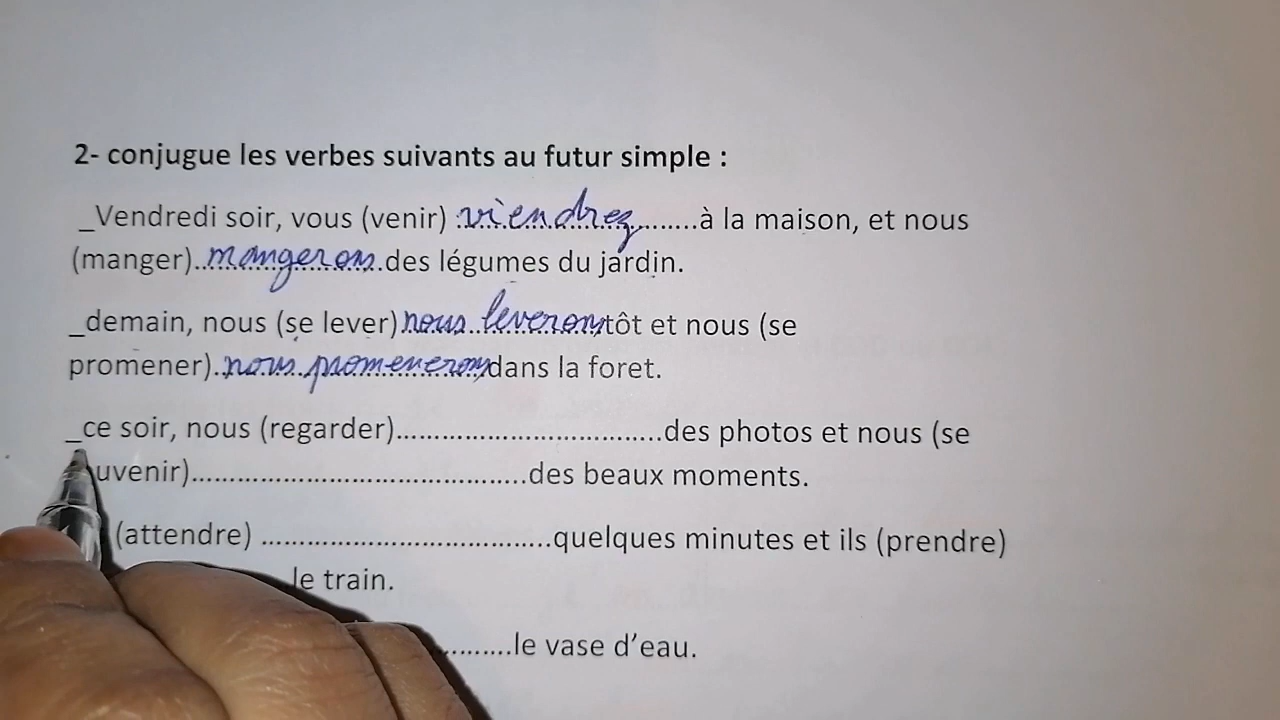 2- conjugue les verbes suivants au futur simple :
_Vendredi soir, vous (venir) viendrez à la maison, et nous
(manger)..mangerons.des légumes du jardin.
_demain, nous (se lever)nous leverons tôt et nous (se
promener).nous promenerons dans la foret.
_ce soir, nous (regarder)...................................des photos et nous (se
uvenir)............................................des beaux moments.
(attendre) ......................................quelques minutes et ils (prendre)
le train.
.........le vase d'eau.